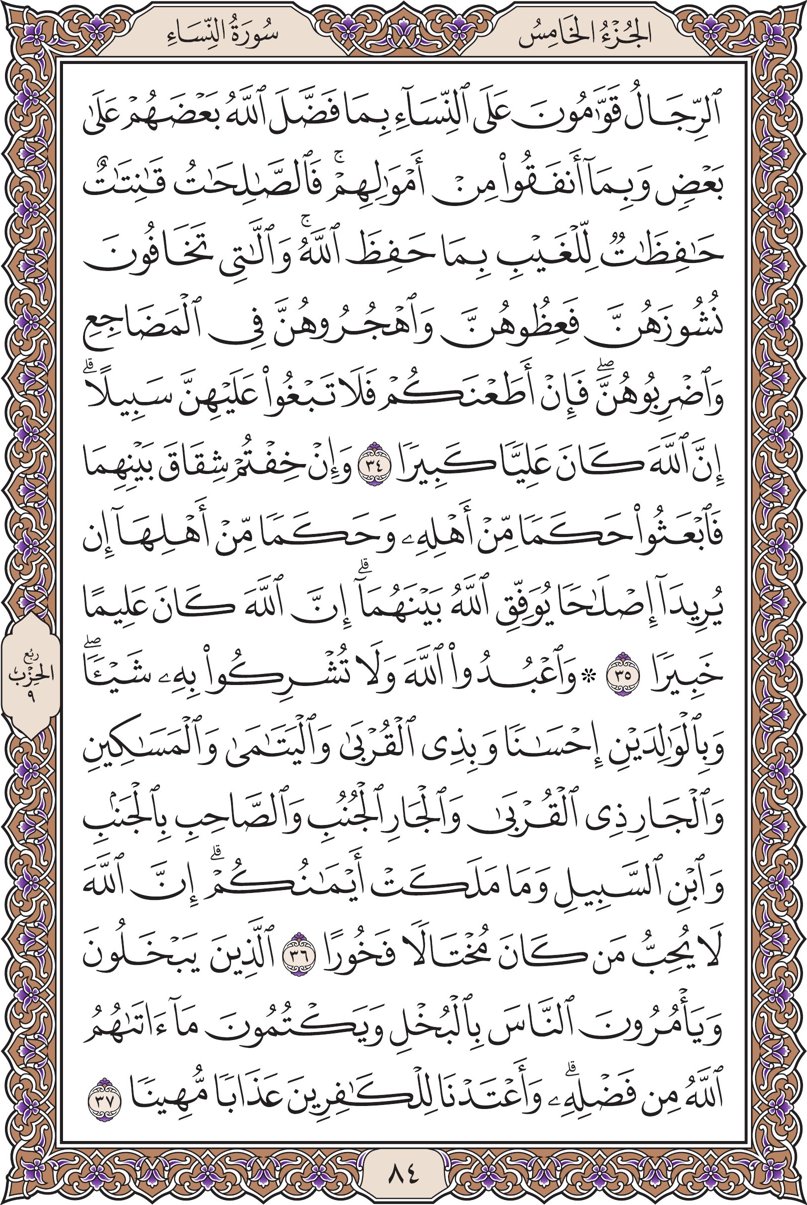 الجُزْءُ الخَامِسُ
سُورَةُ النِّسَاءِ
ٱلرِّجَالُ قَوَّٰمُونَ عَلَى ٱلنِّسَآءِ بِمَا فَضَّلَ ٱللَّهُ بَعْضَهُمْ عَلَىٰ
بَعْضٍ وَبِمَآ أَنفَقُوا۟ مِنْ أَمْوَٰلِهِمْ ۚ فَٱلصَّٰلِحَٰتُ قَٰنِتَٰتٌ
حَٰفِظَٰتٌ لِّلْغَيْبِ بِمَا حَفِظَ ٱللَّهُ ۚ وَٱلَّٰتِى تَخَافُونَ
نُشُوزَهُنَّ فَعِظُوهُنَّ وَٱهْجُرُوهُنَّ فِى ٱلْمَضَاجِعِ
وَٱضْرِبُوهُنَّ ۖ فَإِنْ أَطَعْنَكُمْ فَلَا تَبْغُوا۟ عَلَيْهِنَّ سَبِيلًا ۗ
إِنَّ ٱللَّهَ كَانَ عَلِيًّا كَبِيرًا ٣٤ وَإِنْ خِفْتُمْ شِقَاقَ بَيْنِهِمَا
فَٱبْعَثُوا۟ حَكَمًا مِّنْ أَهْلِهِۦ وَحَكَمًا مِّنْ أَهْلِهَآ إِن
يُرِيدَآ إِصْلَٰحًا يُوَفِّقِ ٱللَّهُ بَيْنَهُمَآ ۗ إِنَّ ٱللَّهَ كَانَ عَلِيمًا
خَبِيرًا ٣٥ ۞ وَٱعْبُدُوا۟ ٱللَّهَ وَلَا تُشْرِكُوا۟ بِهِۦ شَيْـًٔا ۖ
وَبِٱلْوَٰلِدَيْنِ إِحْسَٰنًا وَبِذِى ٱلْقُرْبَىٰ وَٱلْيَتَٰمَىٰ وَٱلْمَسَٰكِينِ
وَٱلْجَارِ ذِى ٱلْقُرْبَىٰ وَٱلْجَارِ ٱلْجُنُبِ وَٱلصَّاحِبِ بِٱلْجَنۢبِ
وَٱبْنِ ٱلسَّبِيلِ وَمَا مَلَكَتْ أَيْمَٰنُكُمْ ۗ إِنَّ ٱللَّهَ
لَا يُحِبُّ مَن كَانَ مُخْتَالًا فَخُورًا ٣٦ ٱلَّذِينَ يَبْخَلُونَ
وَيَأْمُرُونَ ٱلنَّاسَ بِٱلْبُخْلِ وَيَكْتُمُونَ مَآ ءَاتَىٰهُمُ
ٱللَّهُ مِن فَضْلِهِۦ ۗ وَأَعْتَدْنَا لِلْكَٰفِرِينَ عَذَابًا مُّهِينًا ٣٧
رُبْعُ
الحِزْبِ
٩
٨٤